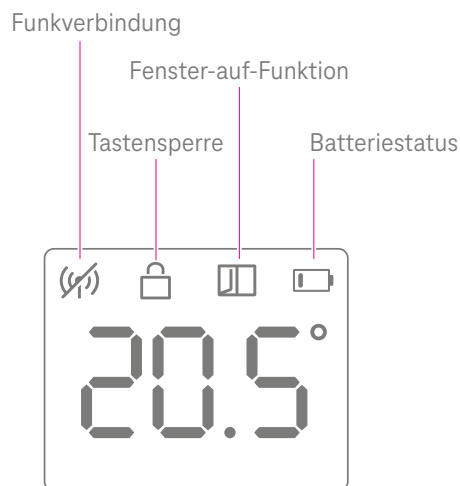 Funkverbindung
Fenster-auf-Funktion
Tastensperre Batteriestatus
20.5°